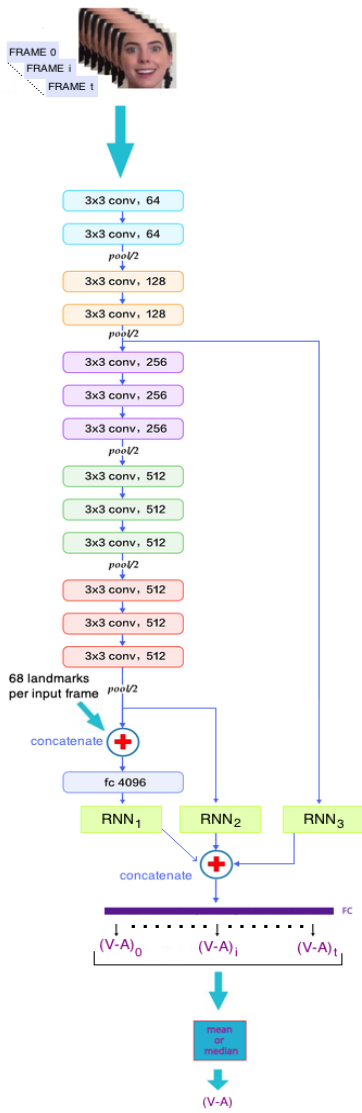 FRAME 0
FRAME i
FRAME t
3x3 conv, 64
3x3 conv, 64
pool/2
3x3 conv, 128
3x3 conv, 128
pool/2
3x3 conv, 256
3x3 conv, 256
3x3 conv, 256
pool/2
3x3 conv, 512
3x3 conv, 512
3x3 conv, 512
pool/2
3x3 conv, 512
3x3 conv, 512
3x3 conv, 512
68 landmarks
per input frame
pool/2
concatenate
fc 4096
RNN₁ RNN₂ RNN₃
concatenate
FC
(V-A)₀ (V-A)ᵢ (V-A)ₜ
mean
or
median
(V-A)